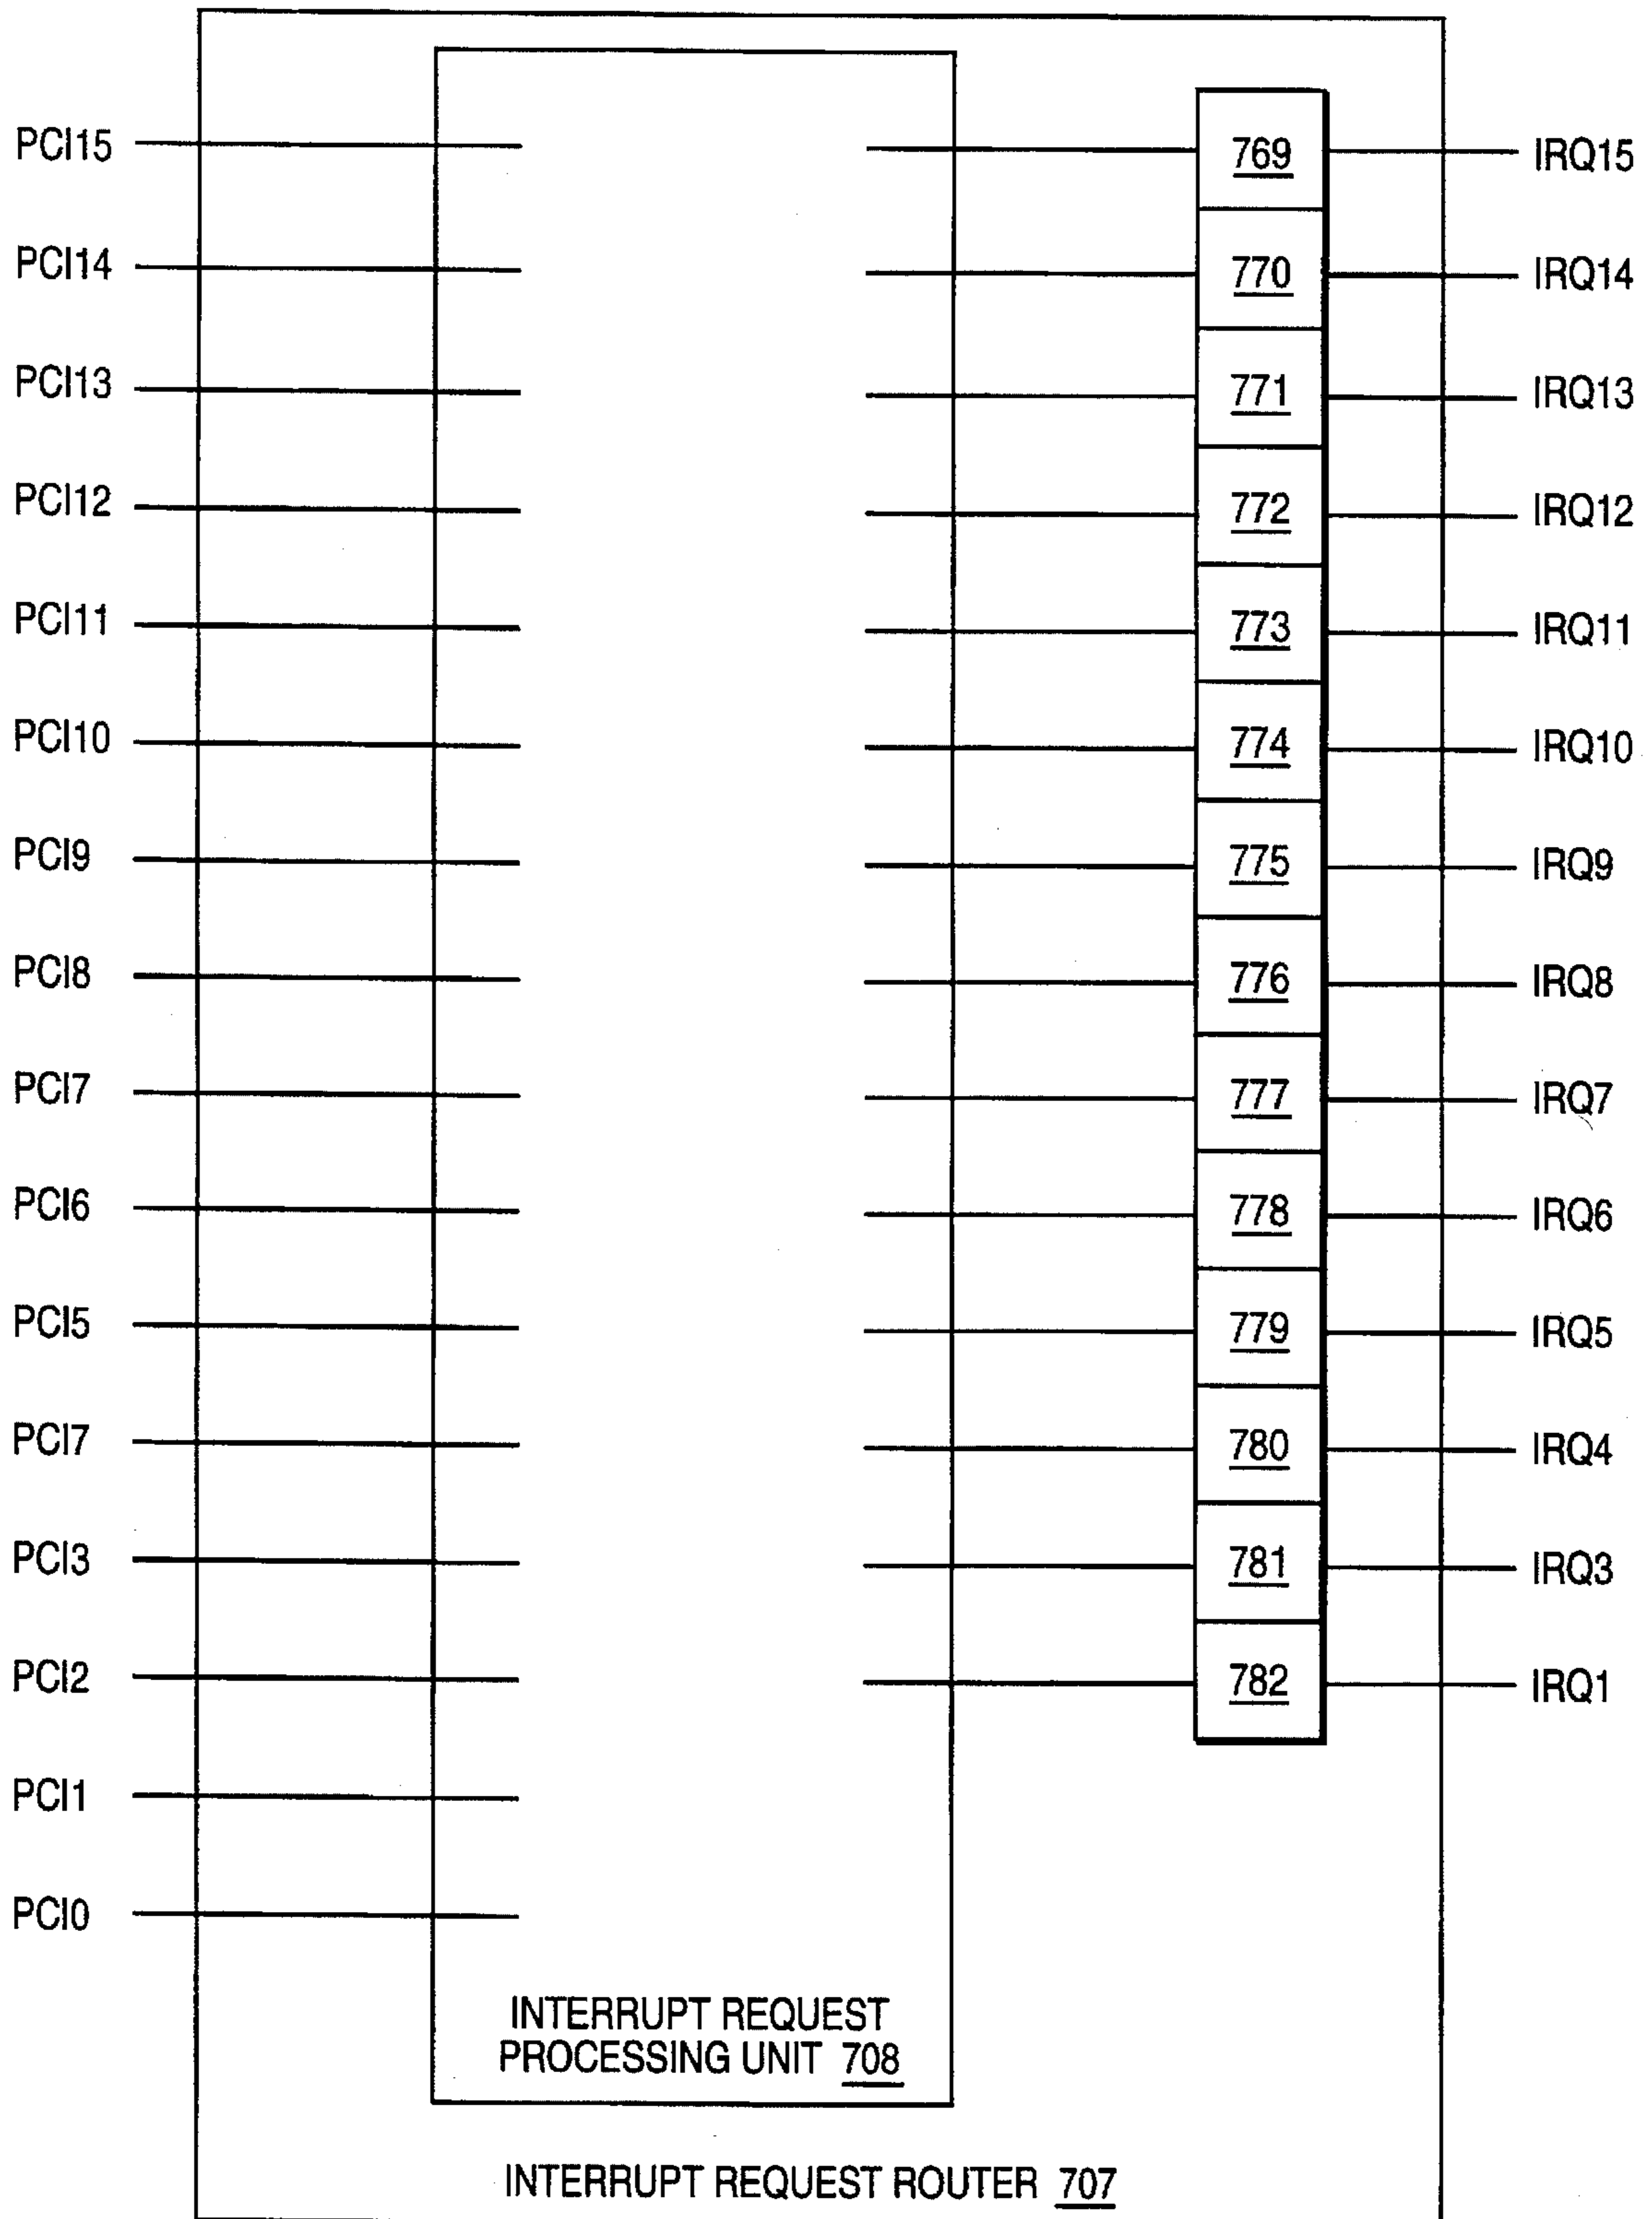 PCI15 769 IRQ15
PCI14 770 IRQ14
PCI13 771 IRQ13
PCI12 772 IRQ12
PCI11 773 IRQ11
PCI10 774 IRQ10
PCI9 775 IRQ9
PCI8 776 IRQ8
PCI7 777 IRQ7
PCI6 778 IRQ6
PCI5 779 IRQ5
PCI7 780 IRQ4
PCI3 781 IRQ3
PCI2 782 IRQ1
PCI1
PCI0
INTERRUPT REQUEST
PROCESSING UNIT 708
INTERRUPT REQUEST ROUTER 707